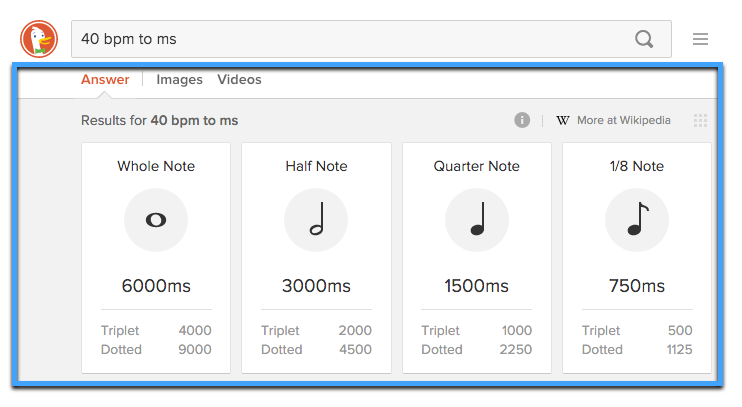 40 bpm to ms
Answer Images Videos
Results for 40 bpm to ms
W More at Wikipedia
Whole Note
6000ms
Triplet 4000
Dotted 9000
Half Note
3000ms
Triplet 2000
Dotted 4500
Quarter Note
1500ms
Triplet 1000
Dotted 2250
1/8 Note
750ms
Triplet 500
Dotted 1125